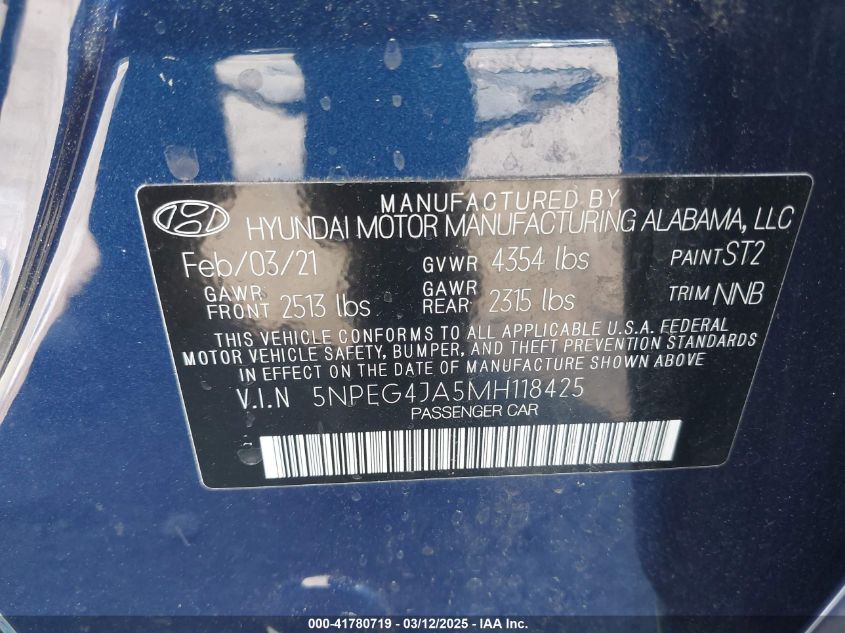 MANUFACTURED BY
HYUNDAI MOTOR MANUFACTURING ALABAMA, LLC
Feb/03/21 GVWR 4354 lbs PAINT ST2
GAWR FRONT 2513 lbs GAWR REAR 2315 lbs TRIM NNB
THIS VEHICLE CONFORMS TO ALL APPLICABLE U.S.A. FEDERAL
MOTOR VEHICLE SAFETY, BUMPER, AND THEFT PREVENTION STANDARDS
IN EFFECT ON THE DATE OF MANUFACTURE SHOWN ABOVE.
V.I.N 5NPEG4JA5MH118425
PASSENGER CAR
000-41780719 - 03/12/2025 - IAA Inc.